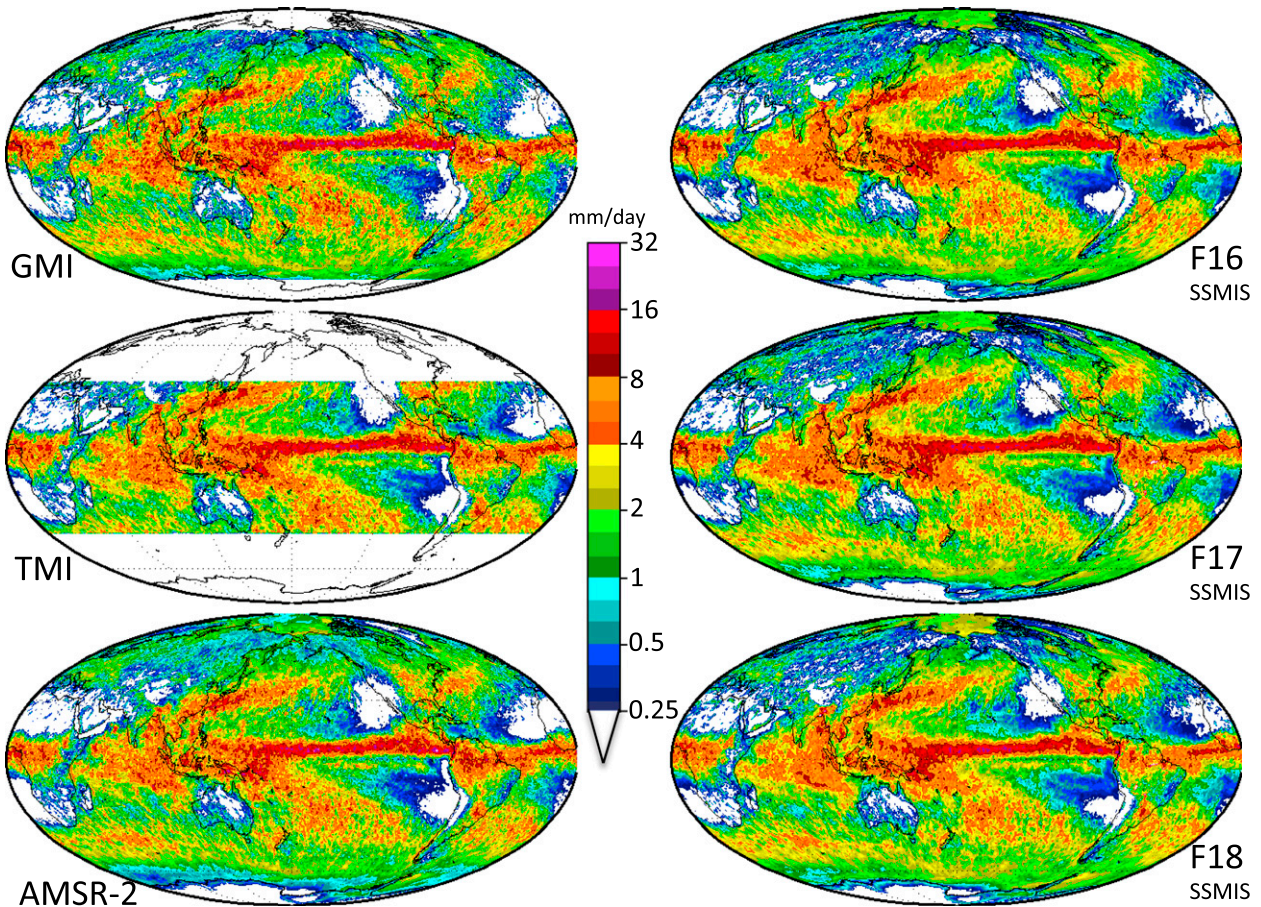 GMI
TMI
AMSR-2
mm/day
32
16
8
4
2
1
0.5
0.25
F16
SSMIS
F17
SSMIS
F18
SSMIS